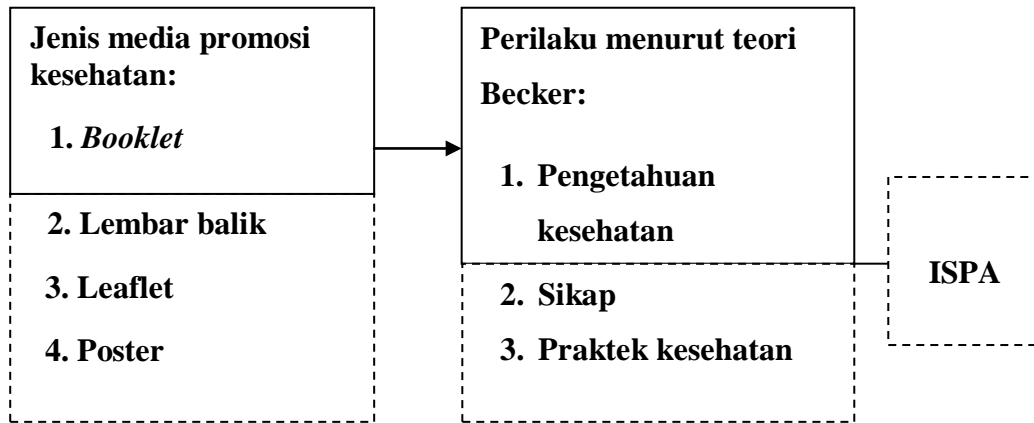 Jenis media promosi
kesehatan:
1. Booklet
2. Lembar balik
3. Leaflet
4. Poster
Perilaku menurut teori
Becker:
1. Pengetahuan
kesehatan
2. Sikap
3. Praktek kesehatan
ISPA